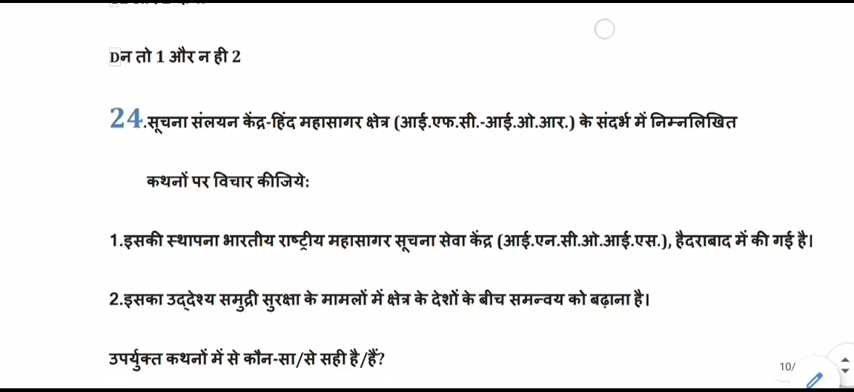 Dन तो 1 और न ही 2
24.सूचना संलयन केंद्र-हिंद महासागर क्षेत्र (आई.एफ.सी.-आई.ओ.आर.) के संदर्भ में निम्नलिखित
कथनों पर विचार कीजिये:
1.इसकी स्थापना भारतीय राष्ट्रीय महासागर सूचना सेवा केंद्र (आई.एन.सी.ओ.आई.एस.), हैदराबाद में की गई है।
2.इसका उद्देश्य समुद्री सुरक्षा के मामलों में क्षेत्र के देशों के बीच समन्वय को बढ़ाना है।
उपर्युक्त कथनों में से कौन-सा/से सही है/हैं?
10/